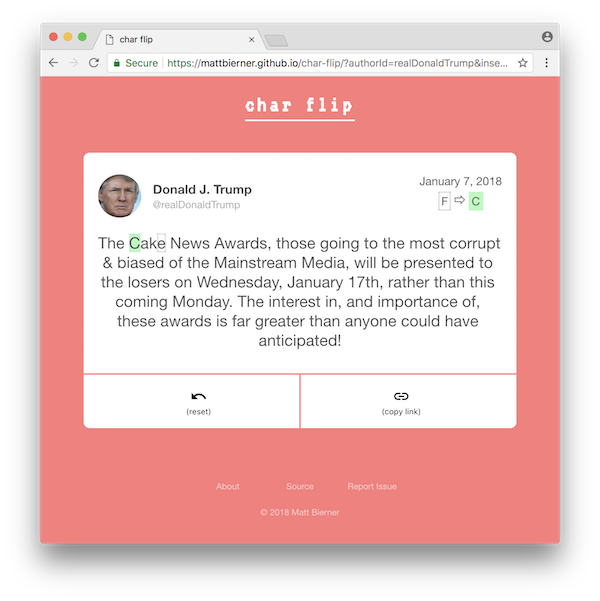 char flip
Secure https://mattbierner.github.io/char-flip/?authorId=realDonaldTrump&inse...
char flip
Donald J. Trump
@realDonaldTrump
January 7, 2018
F ⇨ C
The Cake News Awards, those going to the most corrupt
& biased of the Mainstream Media, will be presented to
the losers on Wednesday, January 17th, rather than this
coming Monday. The interest in, and importance of,
these awards is far greater than anyone could have
anticipated!
(reset) (copy link)
About Source Report Issue
© 2018 Matt Bierner